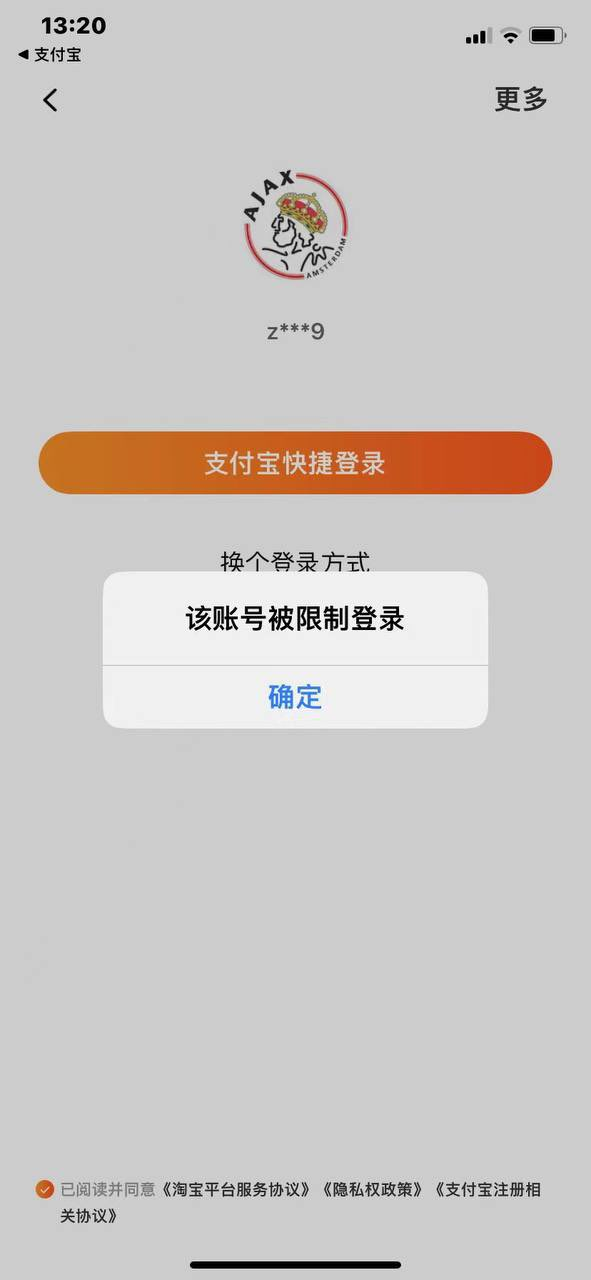 13:20
◀ 支付宝
更多
AJAX
AMSTERDAM
z***9
支付宝快捷登录
换个登录方式
该账号被限制登录
确定
已阅读并同意《淘宝平台服务协议》《隐私权政策》《支付宝注册相
关协议》